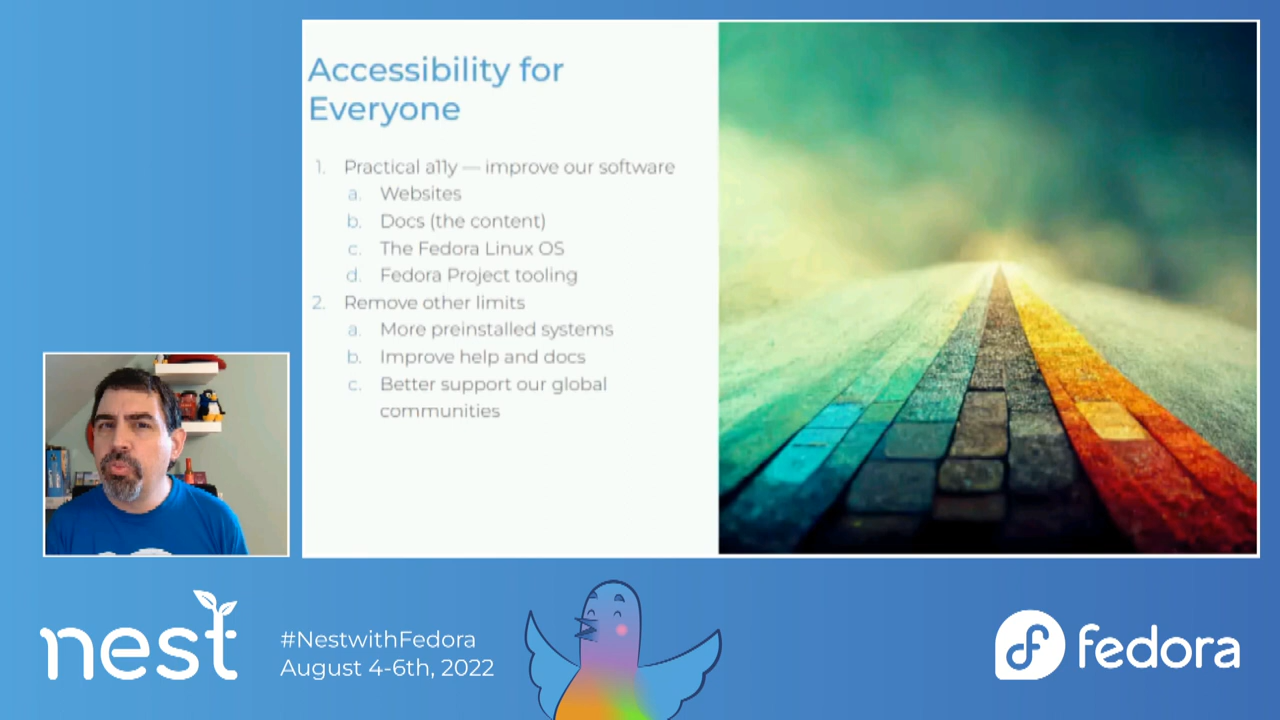 Accessibility for
Everyone
1. Practical a11y — improve our software
a. Websites
b. Docs (the content)
c. The Fedora Linux OS
d. Fedora Project tooling
2. Remove other limits
a. More preinstalled systems
b. Improve help and docs
c. Better support our global
communities
nest
#NestwithFedora
August 4-6th, 2022
fedora